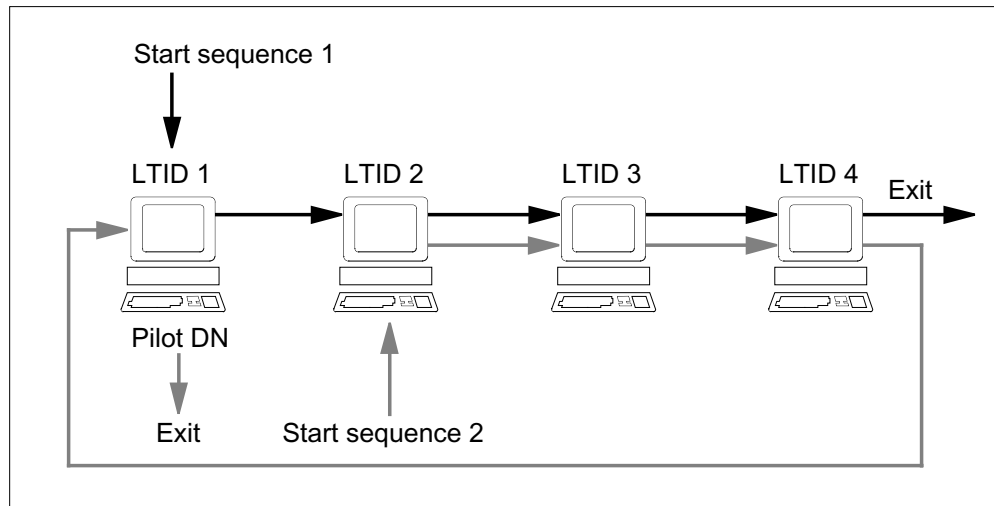 Start sequence 1
LTID 1
LTID 2
LTID 3
LTID 4
Exit
Pilot DN
Exit
Start sequence 2